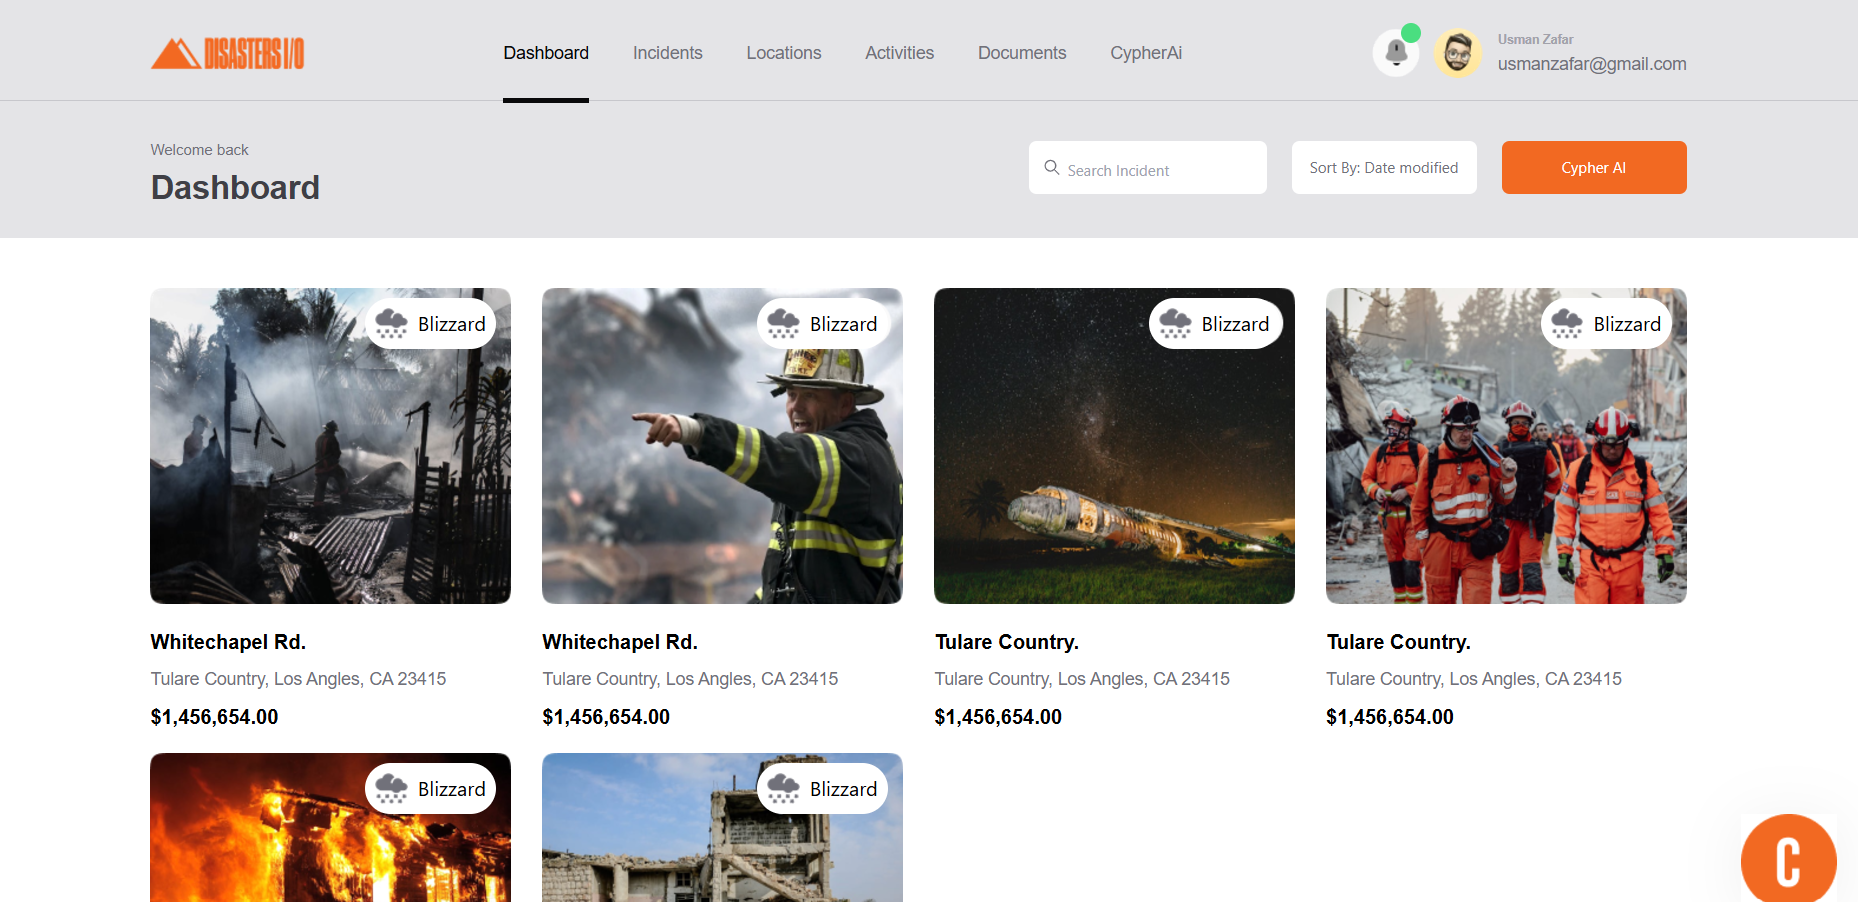 DISASTERS I/O
Dashboard
Incidents
Locations
Activities
Documents
CypherAi
Usman Zafar
usmanzafar@gmail.com
Welcome back
Dashboard
Search Incident
Sort By: Date modified
Cypher AI
Blizzard
Blizzard
CHIEF
Blizzard
Blizzard
Whitechapel Rd.
Tulare Country, Los Angles, CA 23415
$1,456,654.00
Whitechapel Rd.
Tulare Country, Los Angles, CA 23415
$1,456,654.00
Tulare Country.
Tulare Country, Los Angles, CA 23415
$1,456,654.00
Tulare Country.
Tulare Country, Los Angles, CA 23415
$1,456,654.00
Blizzard
Blizzard
C